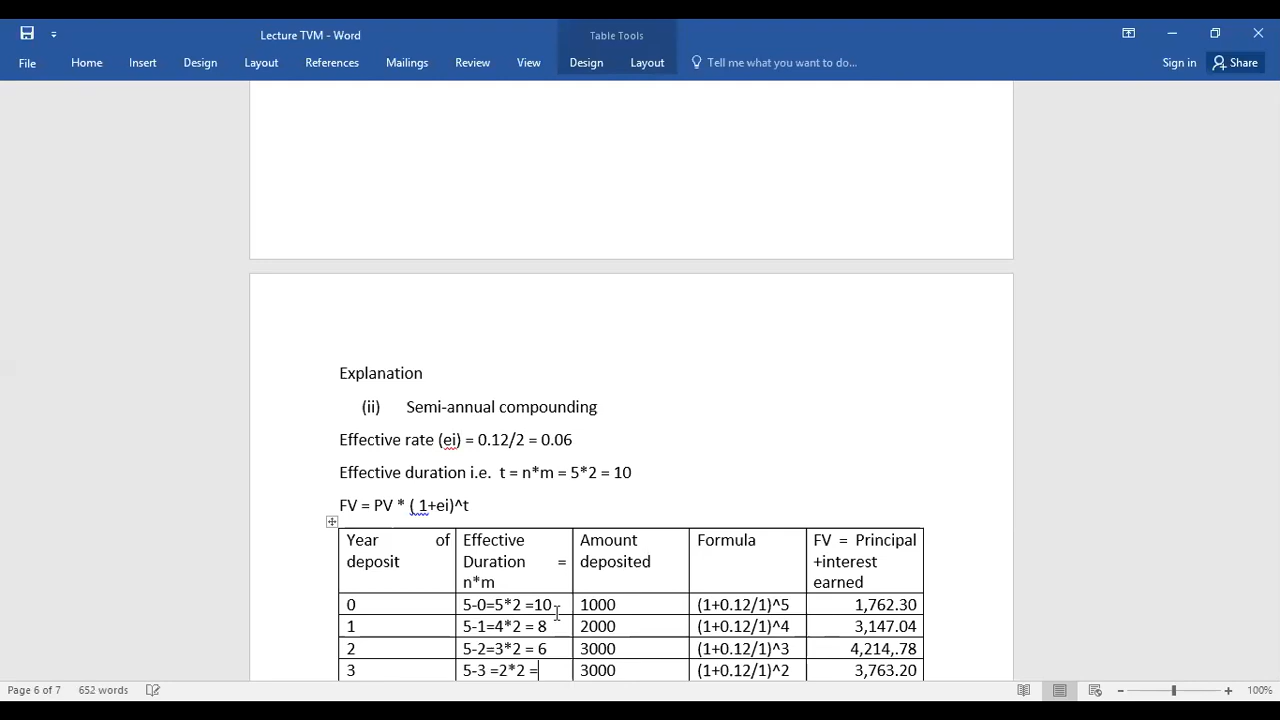 Lecture TVM - Word
Table Tools
File Home Insert Design Layout References Mailings Review View Design Layout Tell me what you want to do... Sign in Share
Explanation
(ii) Semi-annual compounding
Effective rate (ei) = 0.12/2 = 0.06
Effective duration i.e. t = n*m = 5*2 = 10
FV = PV * ( 1+ei)^t
Year of deposit Effective Duration = n*m Amount deposited Formula FV = Principal +interest earned
0 5-0=5*2 =10 1000 (1+0.12/1)^5 1,762.30
1 5-1=4*2 = 8 2000 (1+0.12/1)^4 3,147.04
2 5-2=3*2 = 6 3000 (1+0.12/1)^3 4,214,.78
3 5-3 =2*2 = 3000 (1+0.12/1)^2 3,763.20
Page 6 of 7 652 words 100%